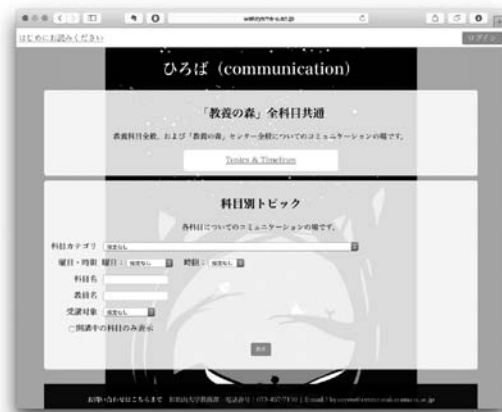 wakayama-u.ac.jp
はじめにお読みください
ログイン
ひろば（communication）
「教養の森」全科目共通
教養科目全般、および「教養の森」センター全般についてのコミュニケーションの場です。
Topics & Timelines
科目別トピック
各科目についてのコミュニケーションの場です。
科目カテゴリ 指定なし
曜日・時限 曜日： 指定なし 時限： 指定なし
科目名
教員名
受講対象 指定なし
開講中の科目のみ表示
お問い合わせはこちらまで 和歌山大学教務課 電話番号：073-457-7130 | E-mail